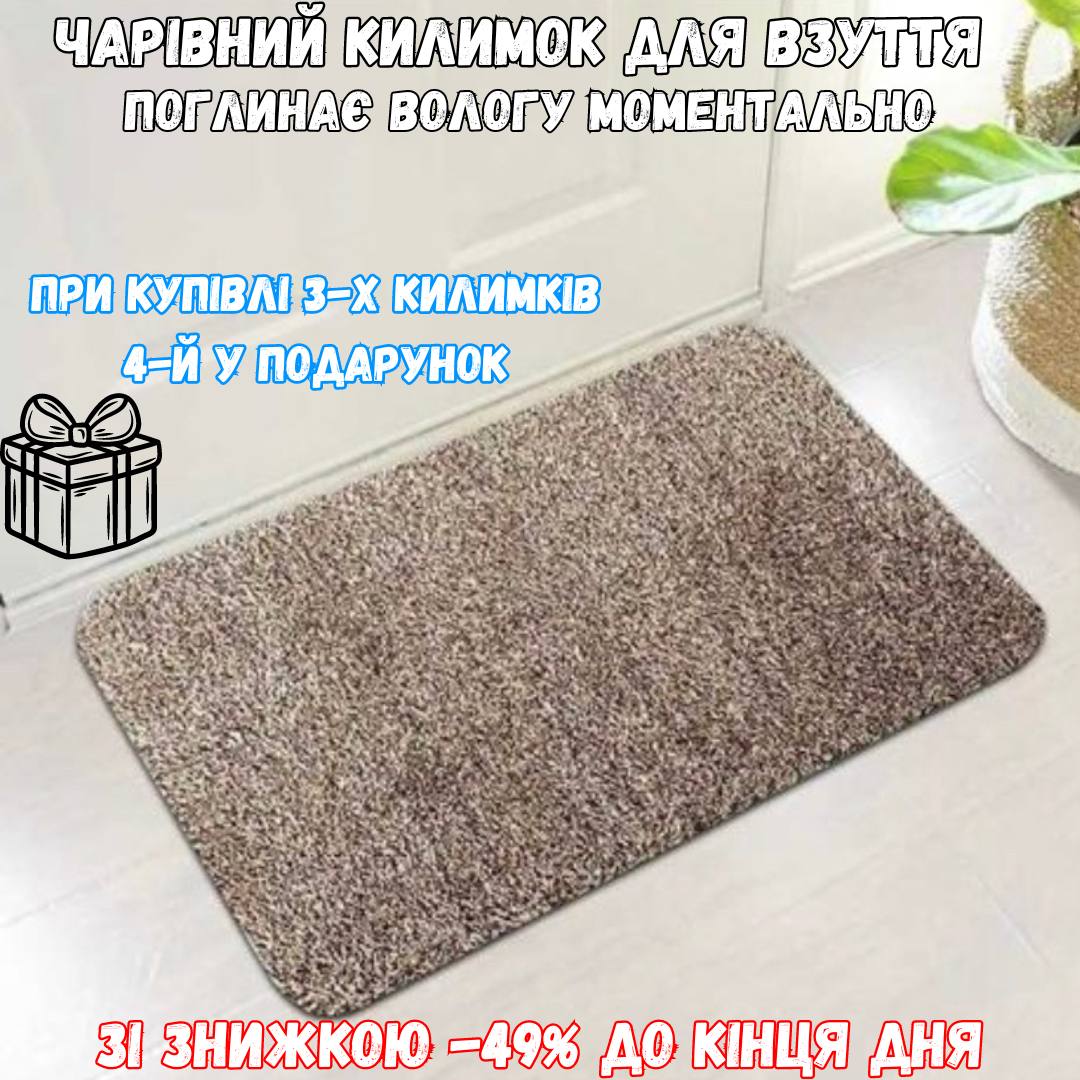 ЧАРІВНИЙ КИЛИМОК ДЛЯ ВЗУТТЯ
ПОГЛИНАЄ ВОЛОГУ МОМЕНТАЛЬНО
ПРИ КУПІВЛІ 3-Х КИЛИМКІВ
4-Й У ПОДАРУНОК
ЗІ ЗНИЖКОЮ -49% ДО КІНЦЯ ДНЯ